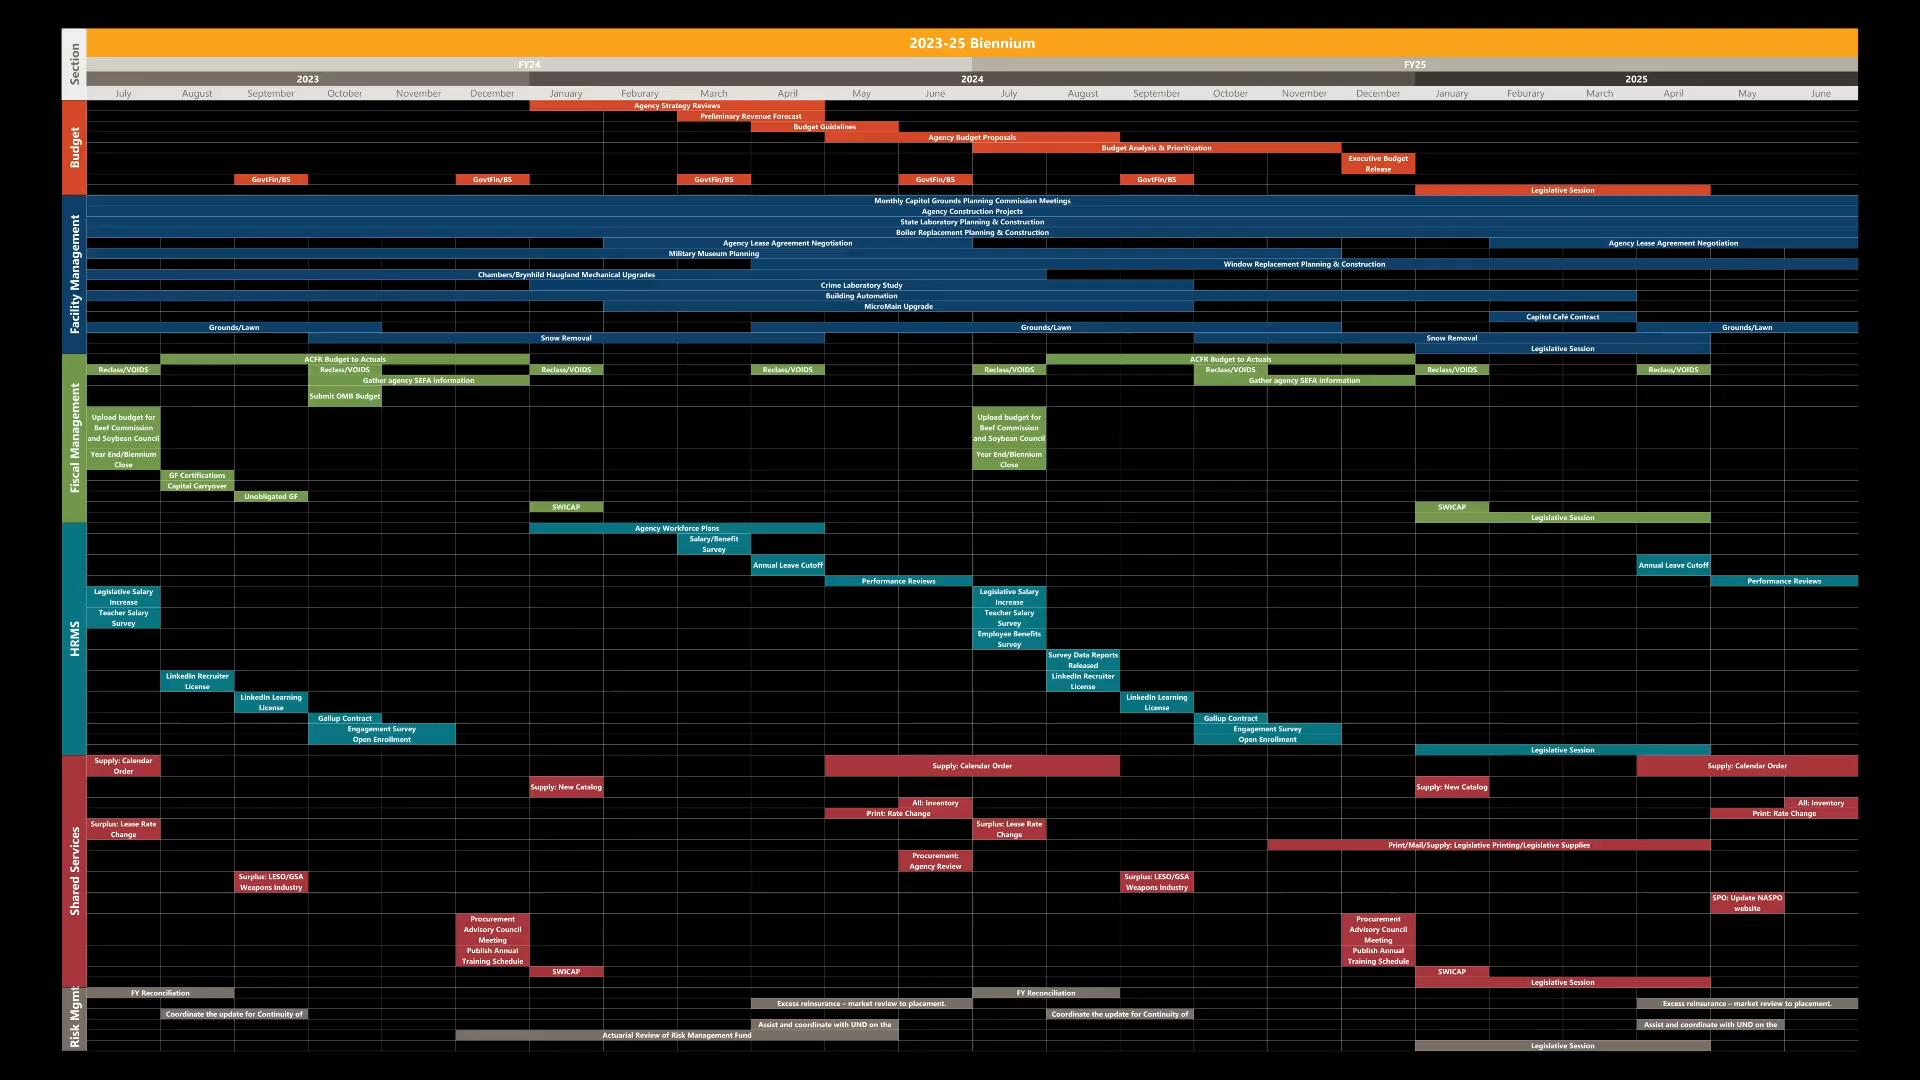 2023-25 Biennium
Section
FY24
FY25
2023
2024
2025
July August September October November December January Feburary March April May June July August September October November December January Feburary March April May June
Budget
Agency Strategy Reviews
Preliminary Revenue Forecast
Budget Guidelines
Agency Budget Proposals
Budget Analysis & Prioritization
Executive Budget
Release
GovtFin/BS GovtFin/BS GovtFin/BS GovtFin/BS GovtFin/BS
Legislative Session
Facility Management
Monthly Capitol Grounds Planning Commission Meetings
Agency Construction Projects
State Laboratory Planning & Construction
Boiler Replacement Planning & Construction
Agency Lease Agreement Negotiation Agency Lease Agreement Negotiation
Military Museum Planning
Window Replacement Planning & Construction
Chambers/Brynhild Haugland Mechanical Upgrades
Crime Laboratory Study
Building Automation
MicroMain Upgrade
Capitol Café Contract
Grounds/Lawn Grounds/Lawn Grounds/Lawn
Snow Removal Snow Removal
Legislative Session
Fiscal Management
ACFR Budget to Actuals ACFR Budget to Actuals
Reclass/VOIDS Reclass/VOIDS Reclass/VOIDS Reclass/VOIDS Reclass/VOIDS Reclass/VOIDS Reclass/VOIDS Reclass/VOIDS
Gather agency SEFA information Gather agency SEFA information
Submit OMB Budget
Upload budget for Upload budget for
Beef Commission Beef Commission
and Soybean Council and Soybean Council
Year End/Biennium Year End/Biennium
Close Close
GF Certifications
Capital Carryover
Unobligated GF
SWICAP SWICAP
Legislative Session
HRMS
Agency Workforce Plans
Salary/Benefit
Survey
Annual Leave Cutoff Annual Leave Cutoff
Performance Reviews Performance Reviews
Legislative Salary Legislative Salary
Increase Increase
Teacher Salary Teacher Salary
Survey Survey
Employee Benefits
Survey
Survey Data Reports
Released
LinkedIn Recruiter LinkedIn Recruiter
License License
LinkedIn Learning LinkedIn Learning
License License
Gallup Contract Gallup Contract
Engagement Survey Engagement Survey
Open Enrollment Open Enrollment
Legislative Session
Shared Services
Supply: Calendar
Order
Supply: Calendar Order Supply: Calendar Order
Supply: New Catalog Supply: New Catalog
All: Inventory All: Inventory
Print: Rate Change Print: Rate Change
Surplus: Lease Rate Surplus: Lease Rate
Change Change
Print/Mail/Supply: Legislative Printing/Legislative Supplies
Procurement:
Agency Review
Surplus: LESO/GSA Surplus: LESO/GSA
Weapons Industry Weapons Industry
SPO: Update NASPO
website
Procurement Procurement
Advisory Council Advisory Council
Meeting Meeting
Publish Annual Publish Annual
Training Schedule Training Schedule
SWICAP SWICAP
Legislative Session
Risk Mgmt
FY Reconciliation FY Reconciliation
Excess reinsurance – market review to placement. Excess reinsurance – market review to placement.
Coordinate the update for Continuity of Coordinate the update for Continuity of
Assist and coordinate with UND on the Assist and coordinate with UND on the
Actuarial Review of Risk Management Fund
Legislative Session